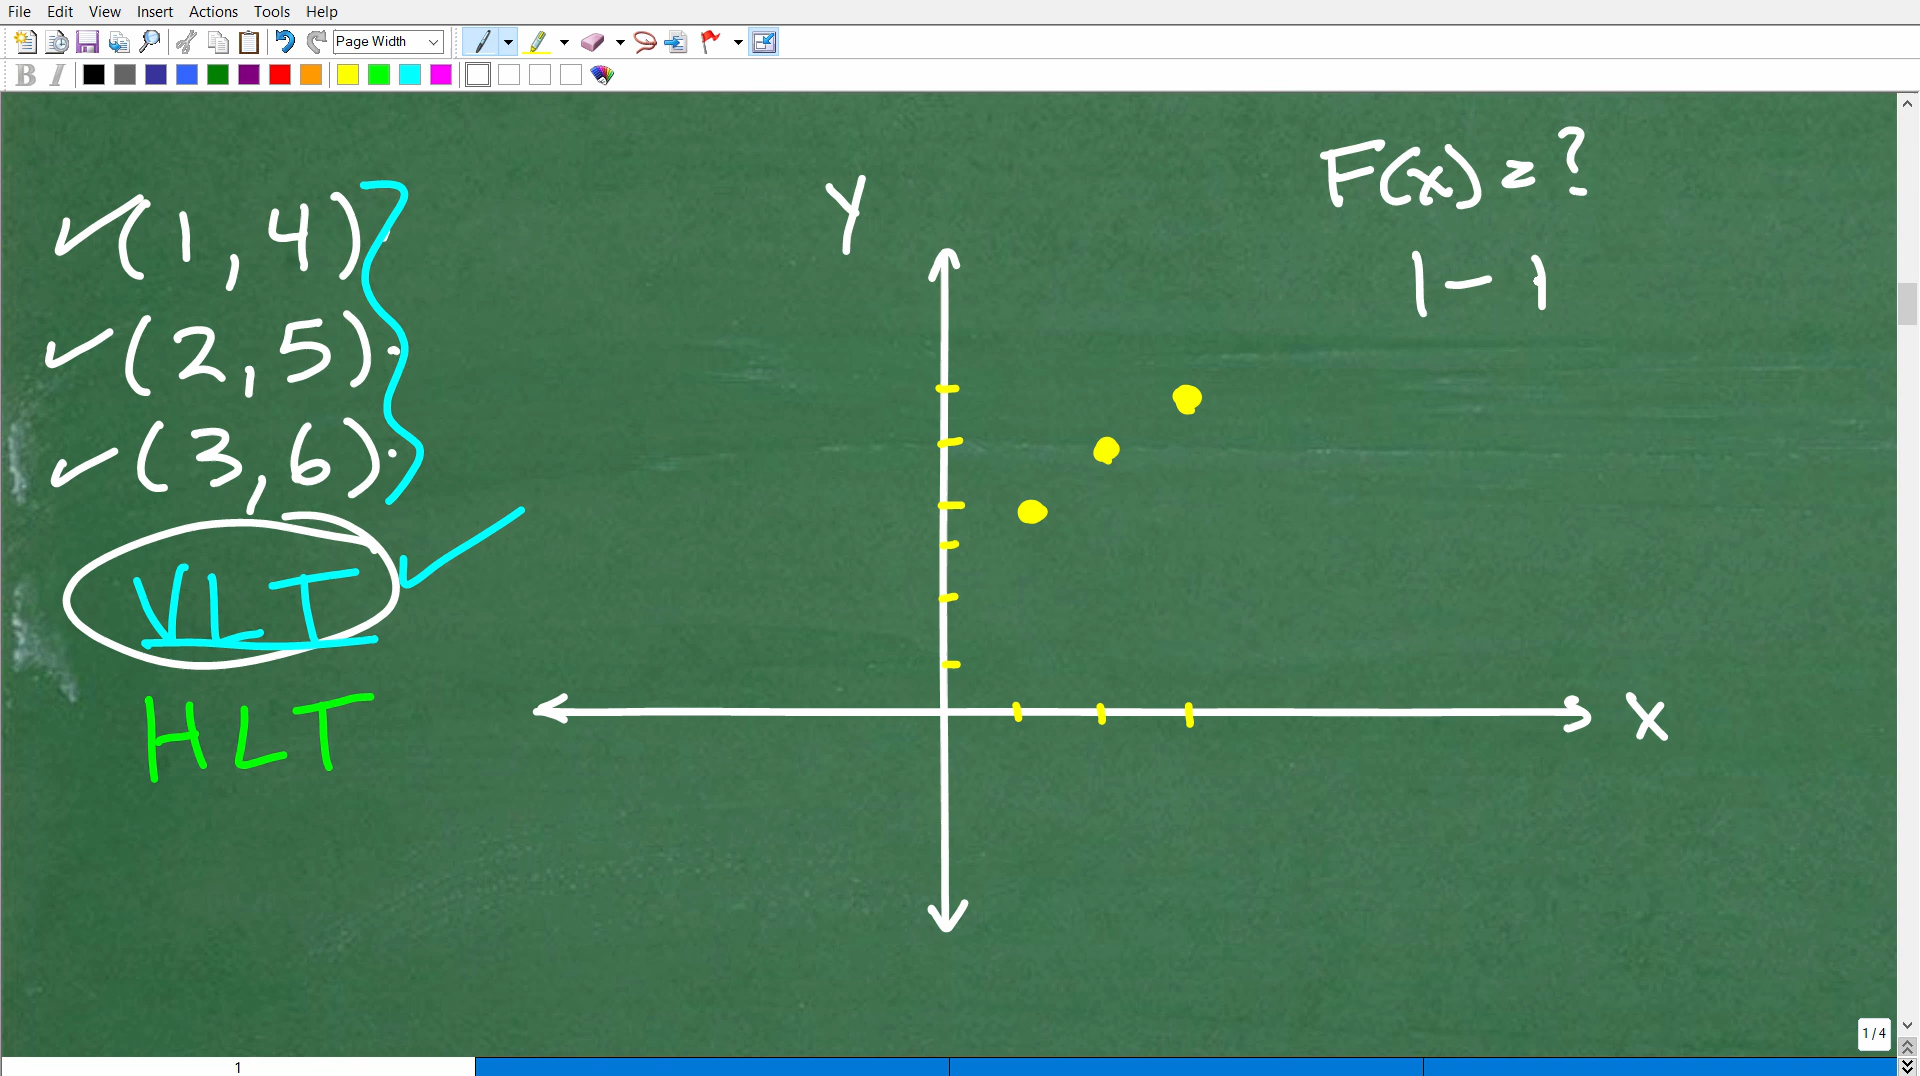 File Edit View Insert Actions Tools Help
Page Width
B I
F(x) = ?
1 - 1
(1, 4)
(2, 5)
(3, 6)
VLT
HLT
Y
X
1 / 4
1